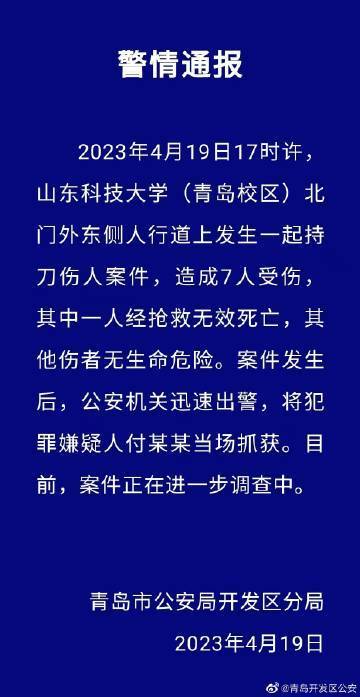 警情通报
2023年4月19日17时许，
山东科技大学（青岛校区）北
门外东侧人行道上发生一起持
刀伤人案件，造成7人受伤，
其中一人经抢救无效死亡，其
他伤者无生命危险。案件发生
后，公安机关迅速出警，将犯
罪嫌疑人付某某当场抓获。目
前，案件正在进一步调查中。
青岛市公安局开发区分局
2023年4月19日
@青岛开发区公安